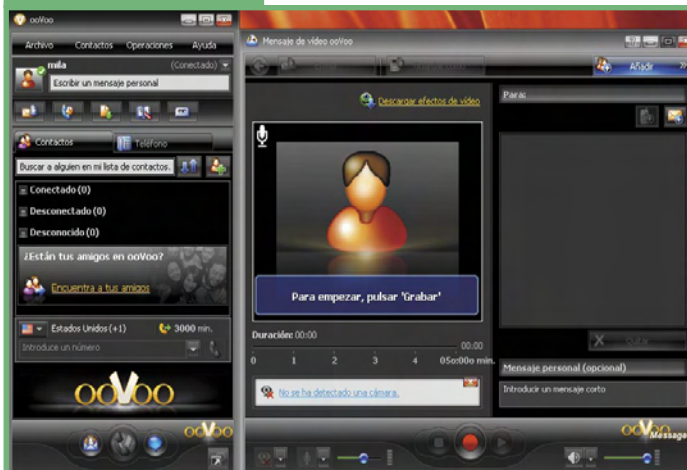 ooVoo
Archivo Contactos Operaciones Ayuda
mila (Conectado)
Escribir un mensaje personal
Contactos Teléfono
Buscar a alguien en mi lista de contactos.
Conectado (0)
Desconectado (0)
Desconocido (0)
¿Están tus amigos en ooVoo?
Encuentra a tus amigos
Estados Unidos (+1) 3000 min.
Introduce un número
ooVoo
ooVoo
Mensaje de vídeo ooVoo
Añadir
Descargar efectos de vídeo
Para empezar, pulsar 'Grabar'
Duración: 00:00
00:00
0 1 2 3 4 05o:00o min.
No se ha detectado una cámara.
Para:
X Quitar
Mensaje personal (opcional)
Introducir un mensaje corto
ooVoo Message